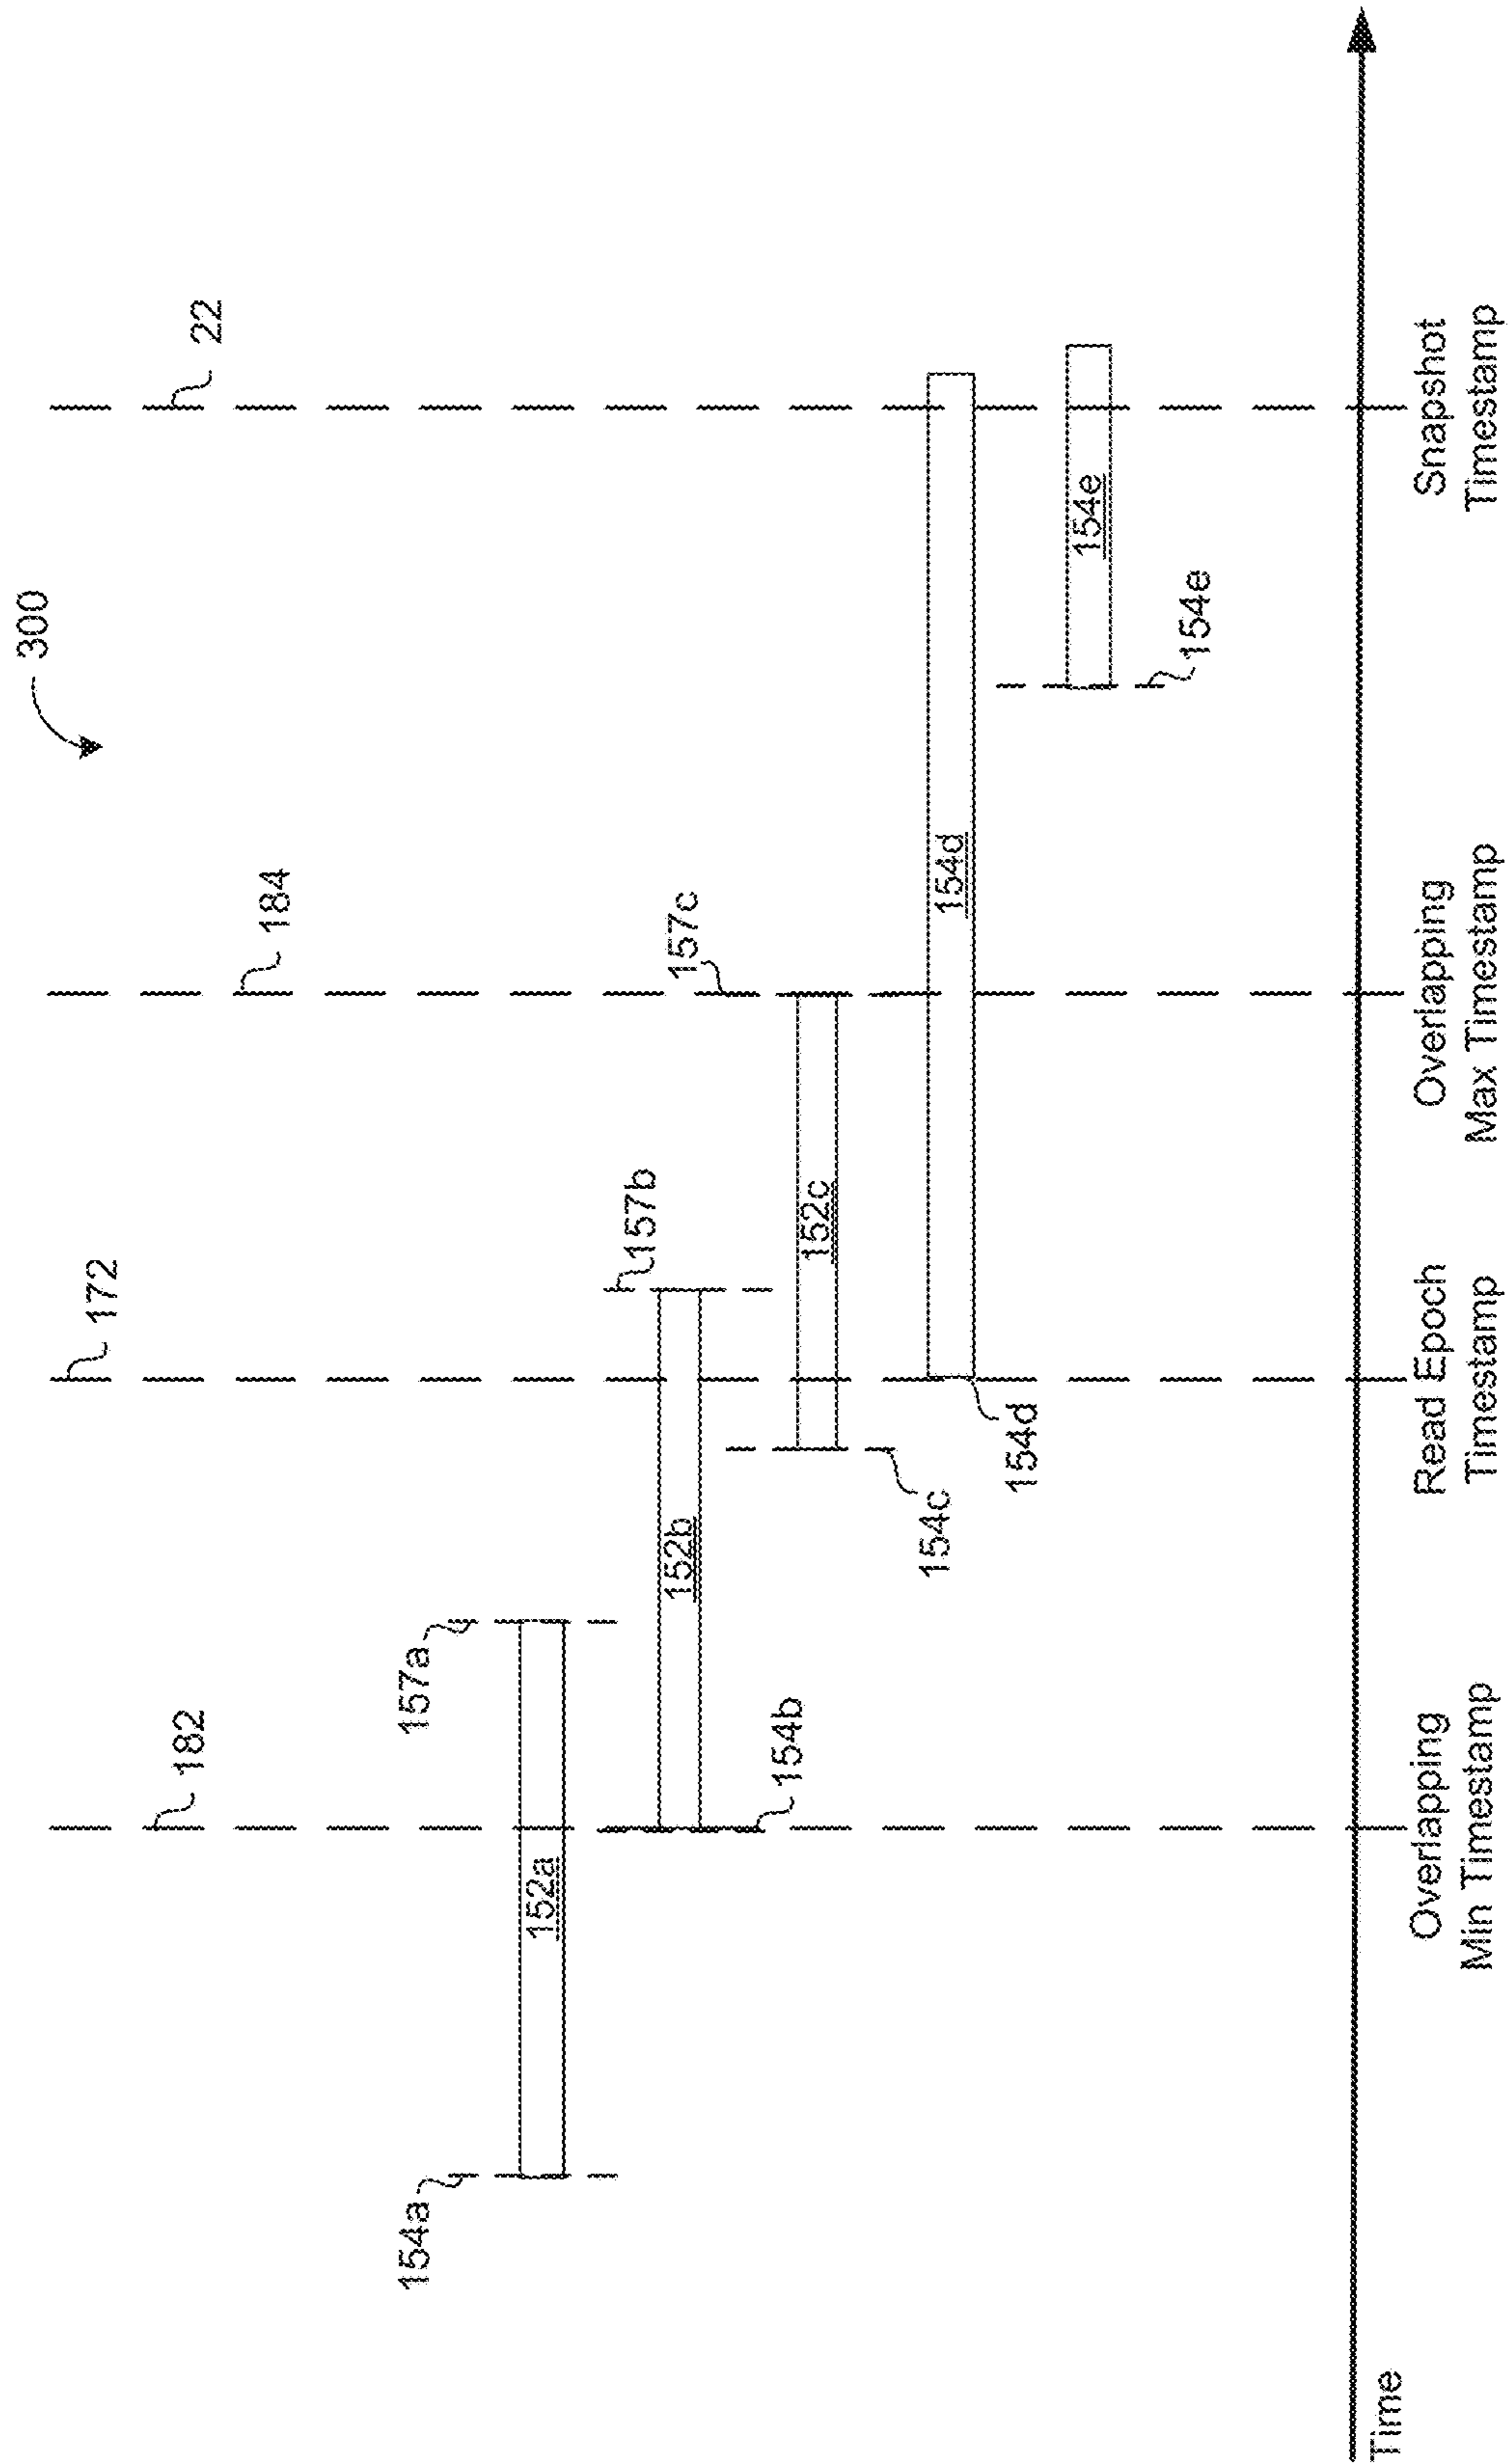 300
182
172
184
22
154a
157a
152a
157b
152b
154b
157c
152c
154c
154d
154d
154e
154e
Time
Overlapping
Min Timestamp
Read Epoch
Timestamp
Overlapping
Max Timestamp
Snapshot
Timestamp